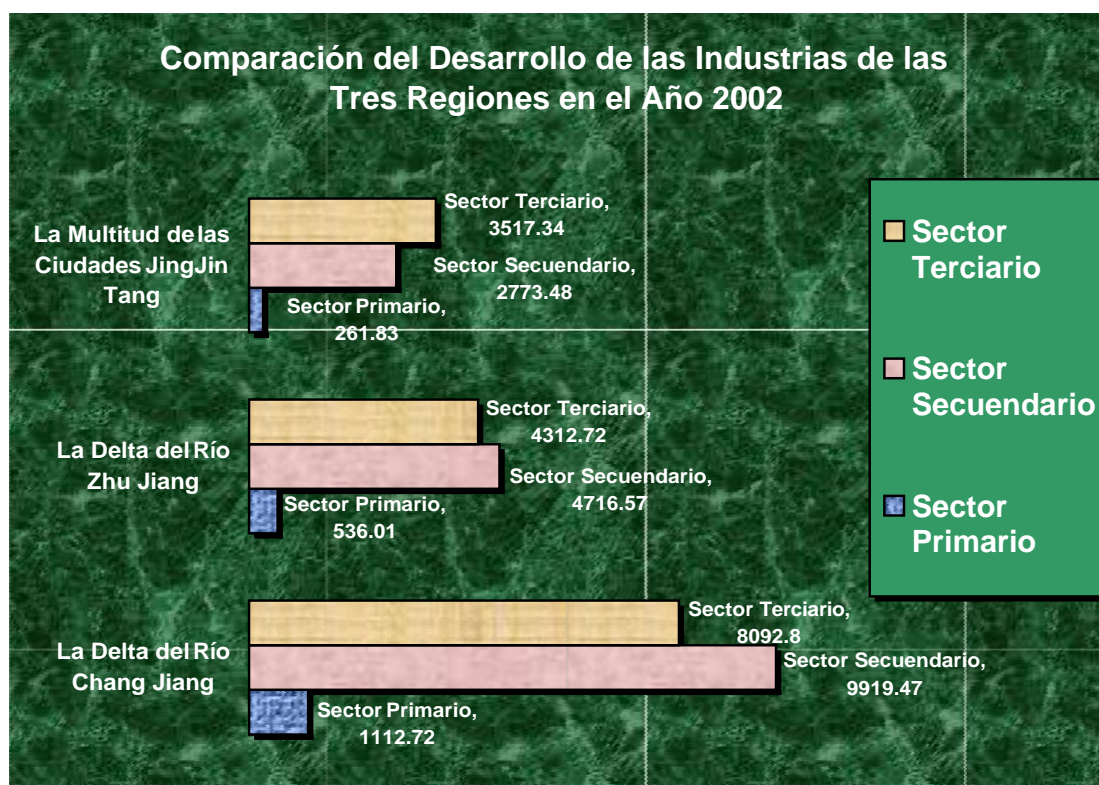 Comparación del Desarrollo de las Industrias de las
Tres Regiones en el Año 2002
La Multitud de las
Ciudades JingJin
Tang
Sector Terciario,
3517.34
Sector Secuendario,
2773.48
Sector Primario,
261.83
La Delta del Río
Zhu Jiang
Sector Terciario,
4312.72
Sector Secuendario,
4716.57
Sector Primario,
536.01
La Delta del Río
Chang Jiang
Sector Terciario,
8092.8
Sector Secuendario,
9919.47
Sector Primario,
1112.72
Sector
Terciario
Sector
Secuendario
Sector
Primario